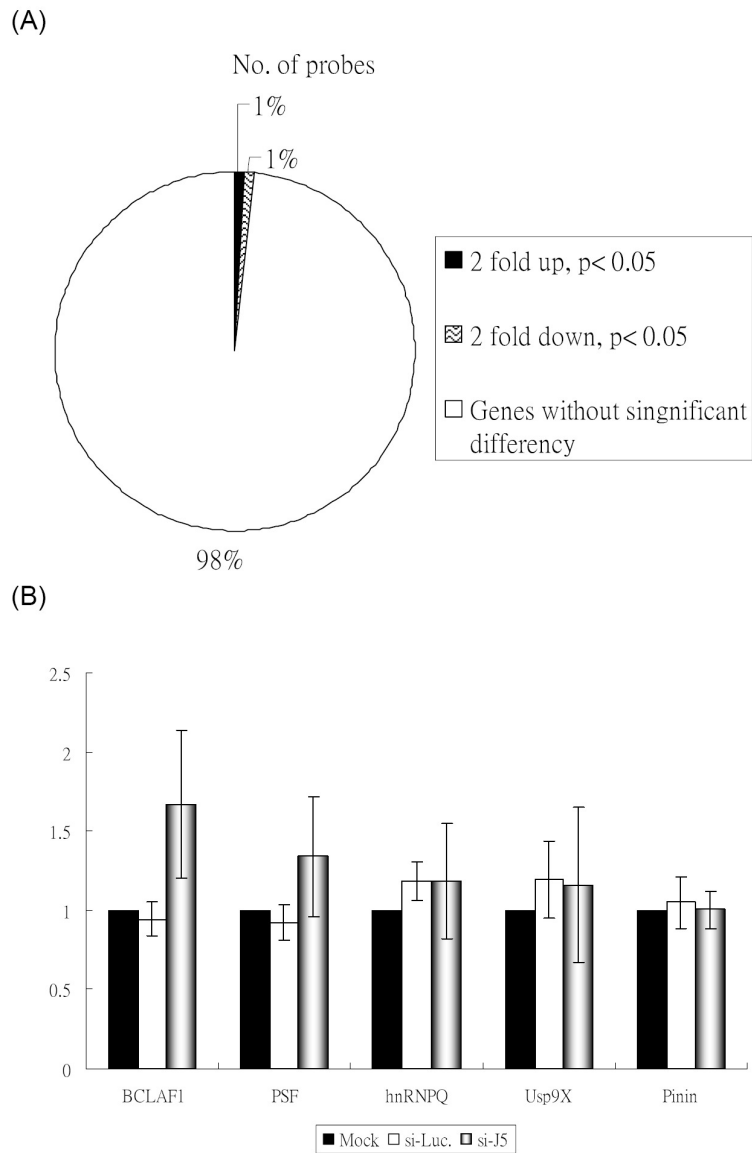 (A)
No. of probes
1%
1%
2 fold up, p< 0.05
2 fold down, p< 0.05
Genes without singnificant
differency
98%
(B)
2.5
2
1.5
1
0.5
0
BCLAF1 PSF hnRNPQ Usp9X Pinin
Mock si-Luc. si-J5